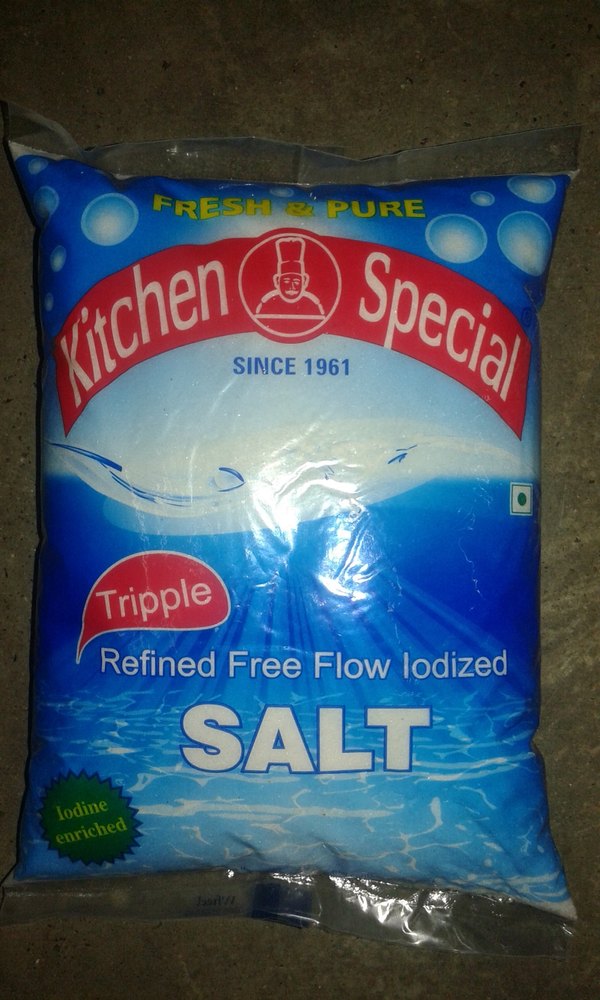 FRESH & PURE
Kitchen Special
SINCE 1961
Tripple
Refined Free Flow Iodized
SALT
Iodine
enriched